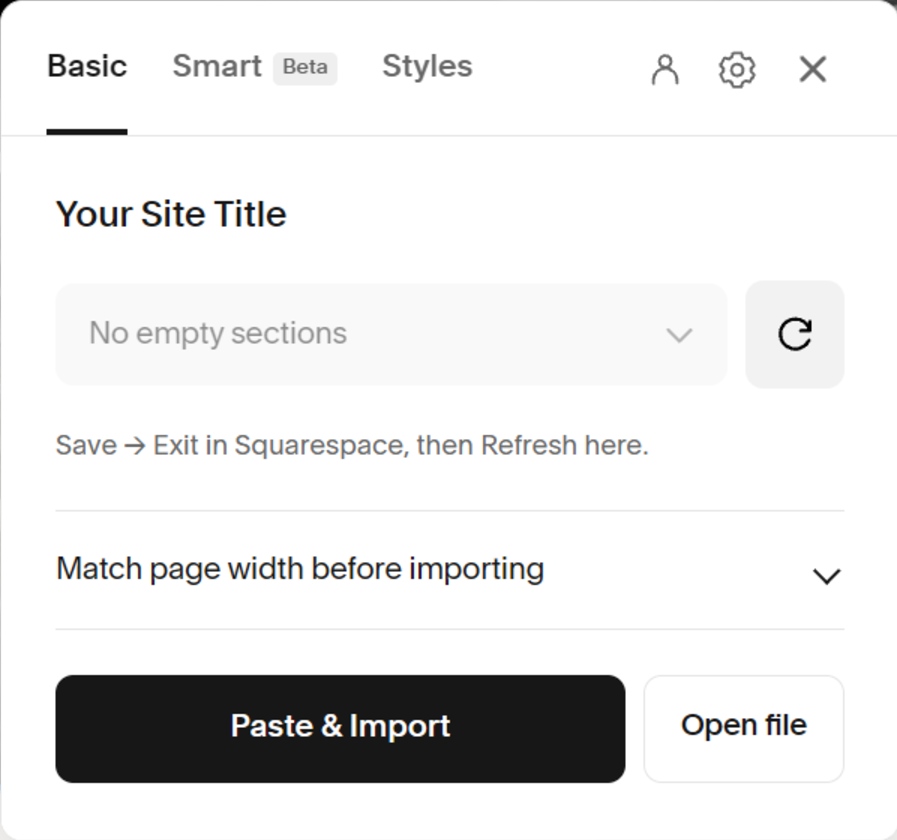 Basic Smart Beta Styles
Your Site Title
No empty sections
Save → Exit in Squarespace, then Refresh here.
Match page width before importing
Paste & Import Open file